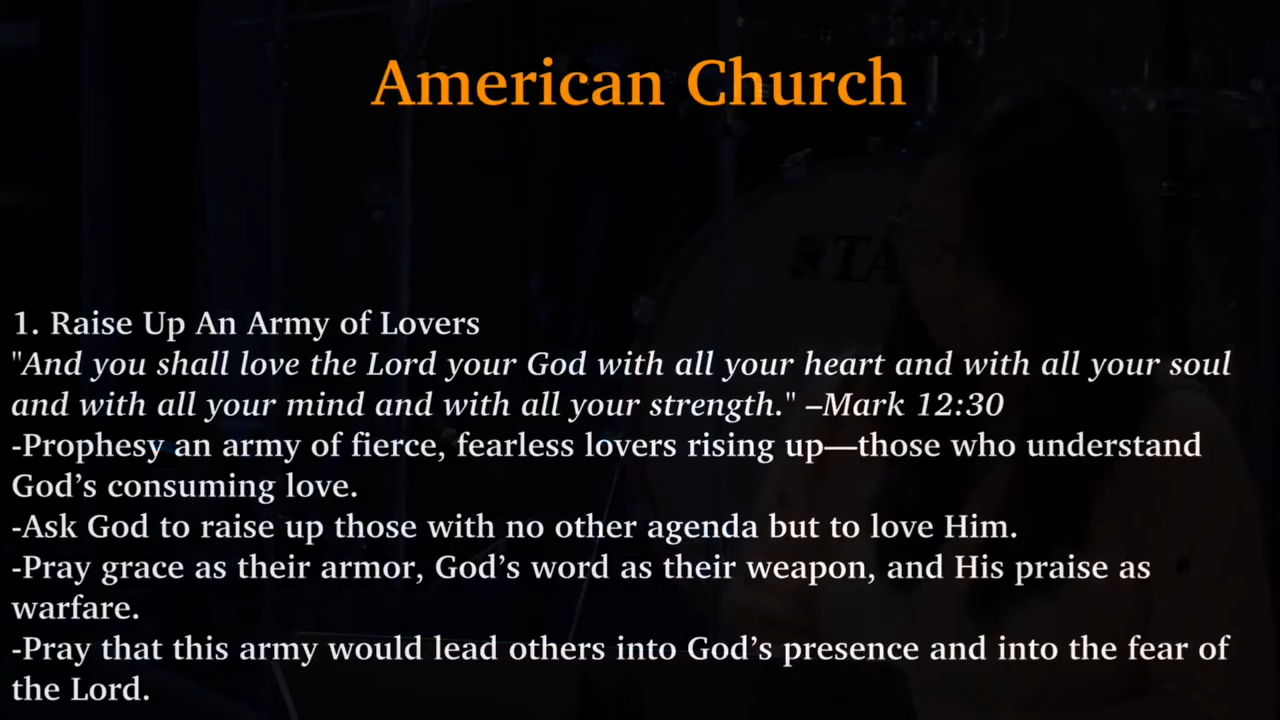 American Church
1. Raise Up An Army of Lovers
"And you shall love the Lord your God with all your heart and with all your soul
and with all your mind and with all your strength." –Mark 12:30
-Prophesy an army of fierce, fearless lovers rising up—those who understand
God’s consuming love.
-Ask God to raise up those with no other agenda but to love Him.
-Pray grace as their armor, God’s word as their weapon, and His praise as
warfare.
-Pray that this army would lead others into God’s presence and into the fear of
the Lord.